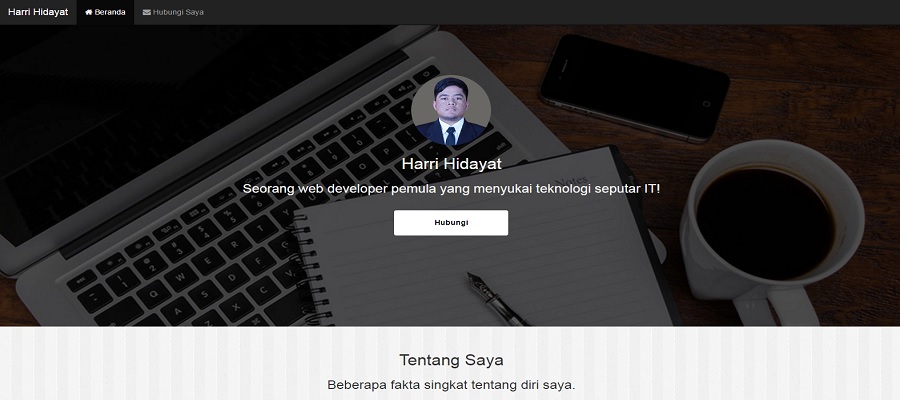 Harri Hidayat
Beranda
Hubungi Saya
Harri Hidayat
Notes
Seorang web developer pemula yang menyukai teknologi seputar IT!
Hubungi
Tentang Saya
Beberapa fakta singkat tentang diri saya.